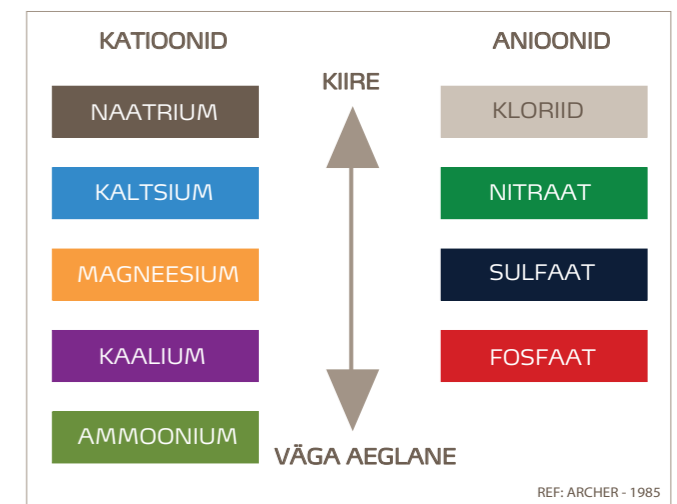 KATIOONID
NAATRIUM
KALTSIUM
MAGNEESIUM
KAALIUM
AMMOONIUM
KIIRE
VÄGA AEGLANE
ANIOONID
KLORIID
NITRAAT
SULFAAT
FOSFAAT
REF: ARCHER - 1985